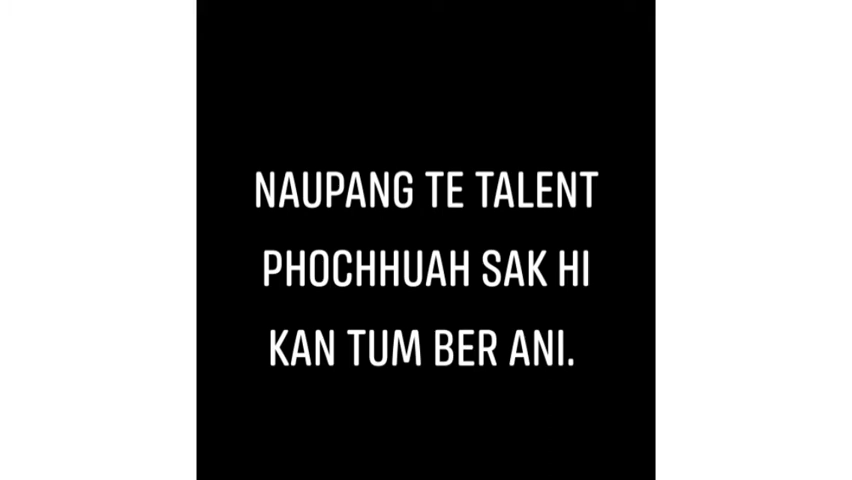 NAUPANG TE TALENT
PHOCHHUAH SAK HI
KAN TUM BER ANI.